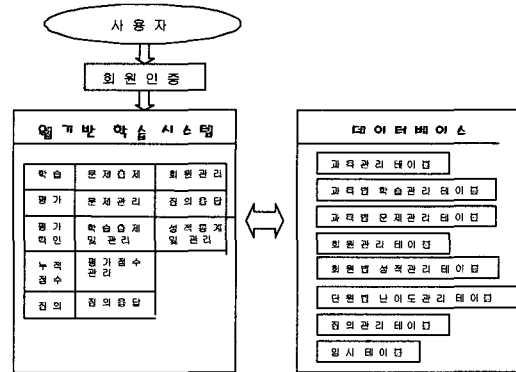 사용자
회원인증
웹기반 학습 시스템
학습 문제출제 회원관리
평가 문제관리 질의응답
평가 확인 학습출제 및 관리 성적통계 및 관리
누적 점수 평가점수 관리
질의 질의응답
데이터베이스
과목관리 테이블
과목별 학습관리 테이블
과목별 문제관리 테이블
회원관리 테이블
회원별 성적관리 테이블
단원별 난이도관리 테이블
질의관리 테이블
임시 테이블